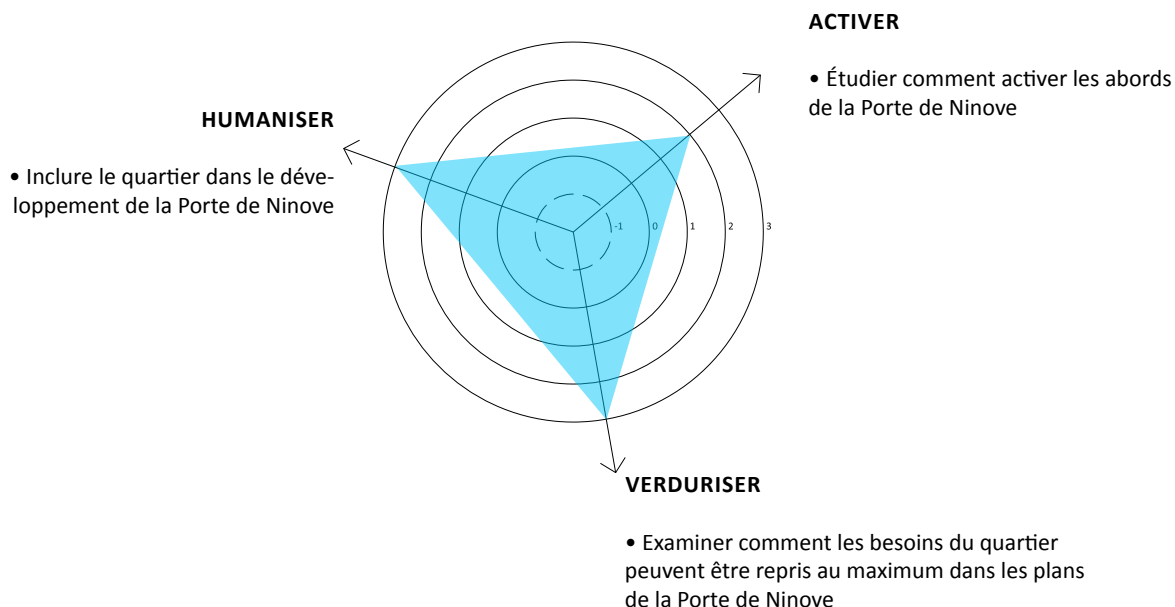 ACTIVER
• Étudier comment activer les abords
de la Porte de Ninove
HUMANISER
• Inclure le quartier dans le déve-
loppement de la Porte de Ninove
-1 0 1 2 3
VERDURISER
• Examiner comment les besoins du quartier
peuvent être repris au maximum dans les plans
de la Porte de Ninove